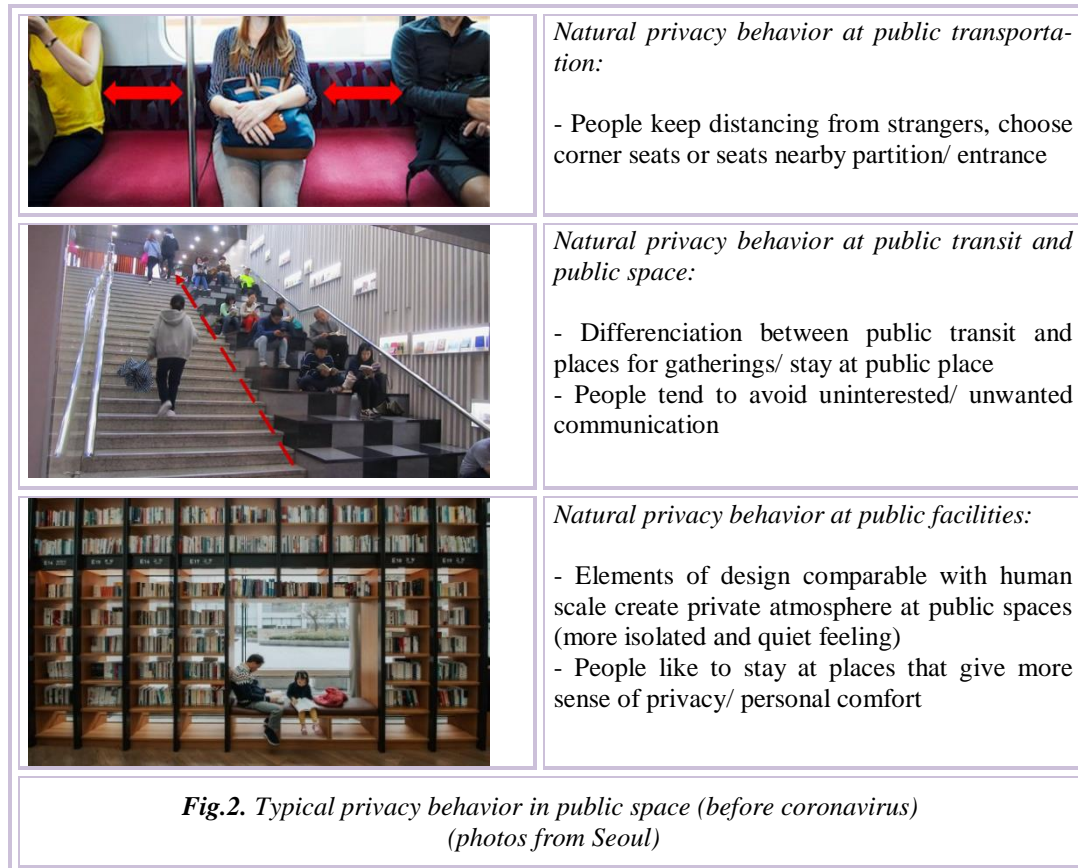 Natural privacy behavior at public transporta-
tion:
- People keep distancing from strangers, choose
corner seats or seats nearby partition/ entrance
Natural privacy behavior at public transit and
public space:
- Differenciation between public transit and
places for gatherings/ stay at public place
- People tend to avoid uninterested/ unwanted
communication
Natural privacy behavior at public facilities:
- Elements of design comparable with human
scale create private atmosphere at public spaces
(more isolated and quiet feeling)
- People like to stay at places that give more
sense of privacy/ personal comfort
Fig.2. Typical privacy behavior in public space (before coronavirus)
(photos from Seoul)